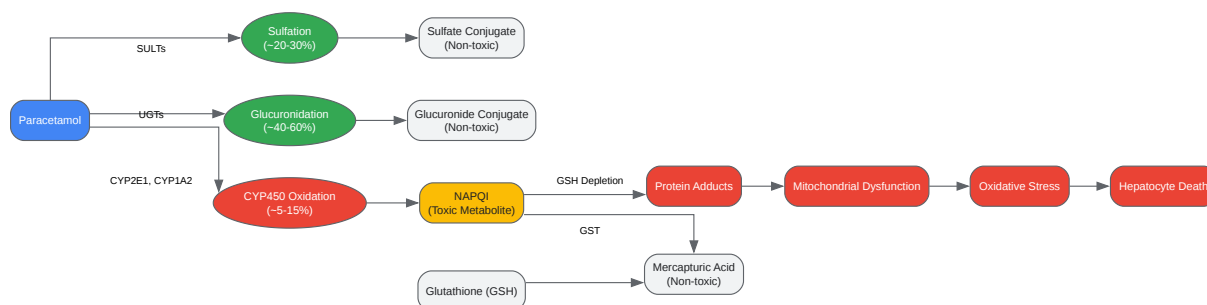 Sulfation
(~20-30%)
Sulfate Conjugate
(Non-toxic)
SULTs
Paracetamol
UGTs
Glucuronidation
(~40-60%)
Glucuronide Conjugate
(Non-toxic)
CYP2E1, CYP1A2
CYP450 Oxidation
(~5-15%)
NAPQI
(Toxic Metabolite)
GSH Depletion
Protein Adducts
Mitochondrial Dysfunction
Oxidative Stress
Hepatocyte Death
GST
Mercapturic Acid
(Non-toxic)
Glutathione (GSH)